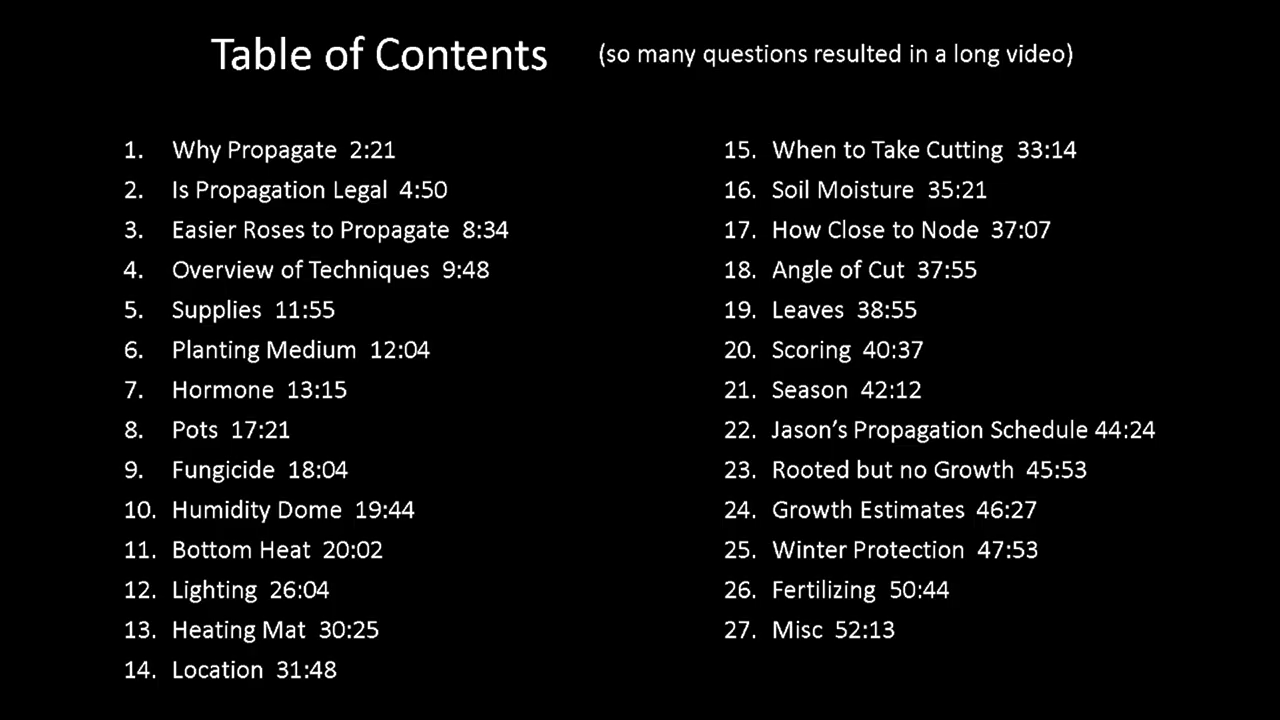 Table of Contents (so many questions resulted in a long video)
1. Why Propagate 2:21
2. Is Propagation Legal 4:50
3. Easier Roses to Propagate 8:34
4. Overview of Techniques 9:48
5. Supplies 11:55
6. Planting Medium 12:04
7. Hormone 13:15
8. Pots 17:21
9. Fungicide 18:04
10. Humidity Dome 19:44
11. Bottom Heat 20:02
12. Lighting 26:04
13. Heating Mat 30:25
14. Location 31:48
15. When to Take Cutting 33:14
16. Soil Moisture 35:21
17. How Close to Node 37:07
18. Angle of Cut 37:55
19. Leaves 38:55
20. Scoring 40:37
21. Season 42:12
22. Jason’s Propagation Schedule 44:24
23. Rooted but no Growth 45:53
24. Growth Estimates 46:27
25. Winter Protection 47:53
26. Fertilizing 50:44
27. Misc 52:13